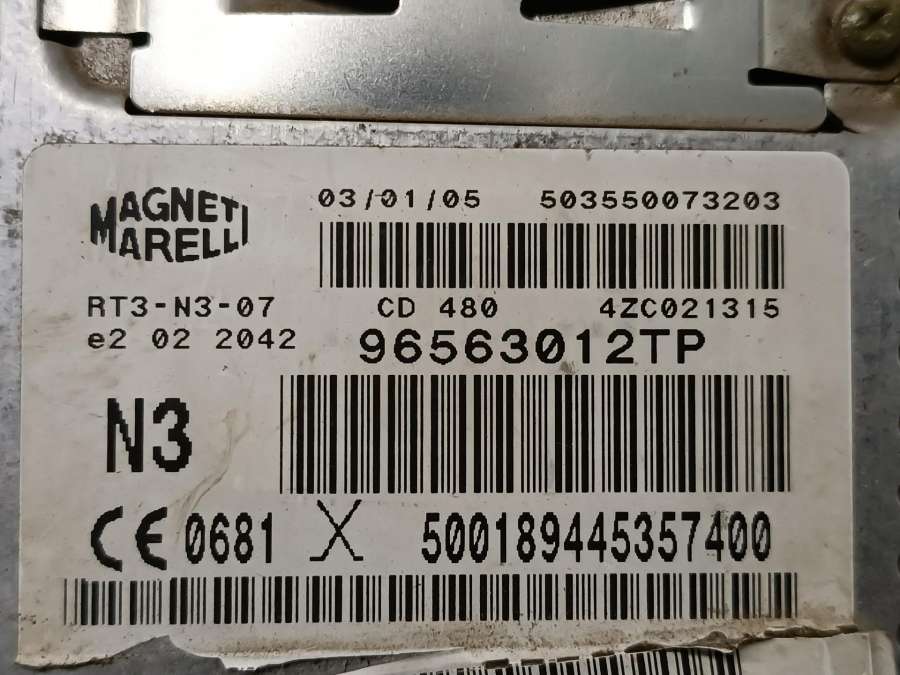 MAGNETI
MARELLI
03/01/05 503550073203
RT3-N3-07 CD 480 4ZC021315
e2 02 2042 96563012TP
N3
CE 0681 X 500189445357400